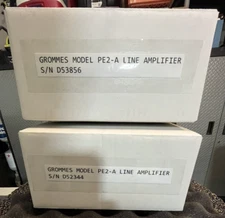 GROMMES MODEL PE2-A LINE AMPLIFIER
S/N D53856
GROMMES MODEL PE2-A LINE AMPLIFIER
S/N D52344